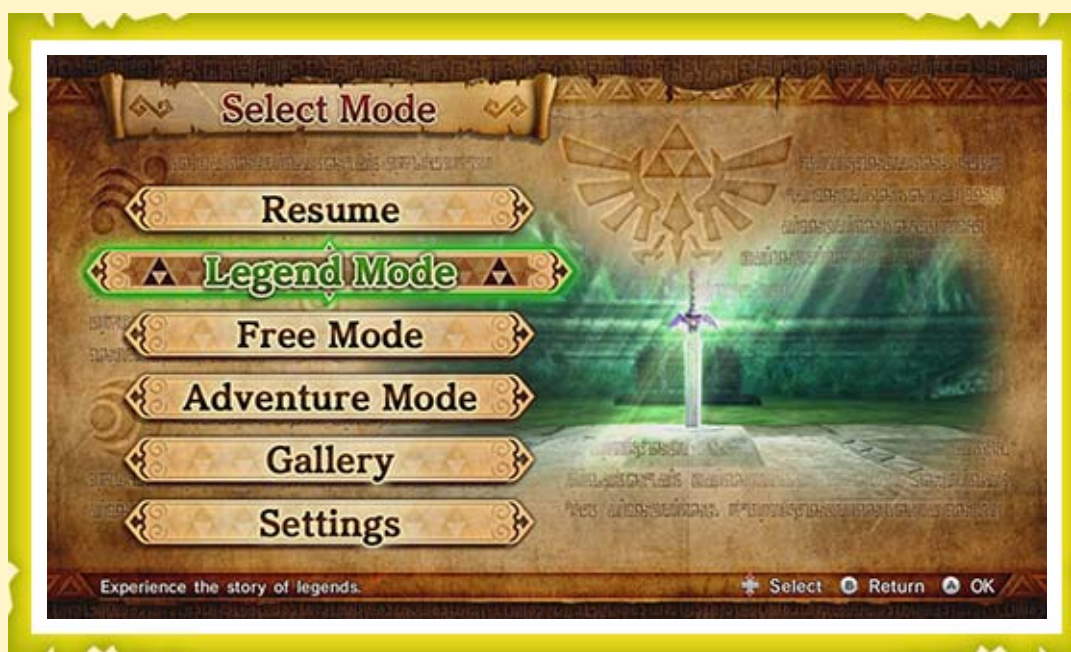 Select Mode
Resume
Legend Mode
Free Mode
Adventure Mode
Gallery
Settings
Experience the story of legends.
Select B Return A OK